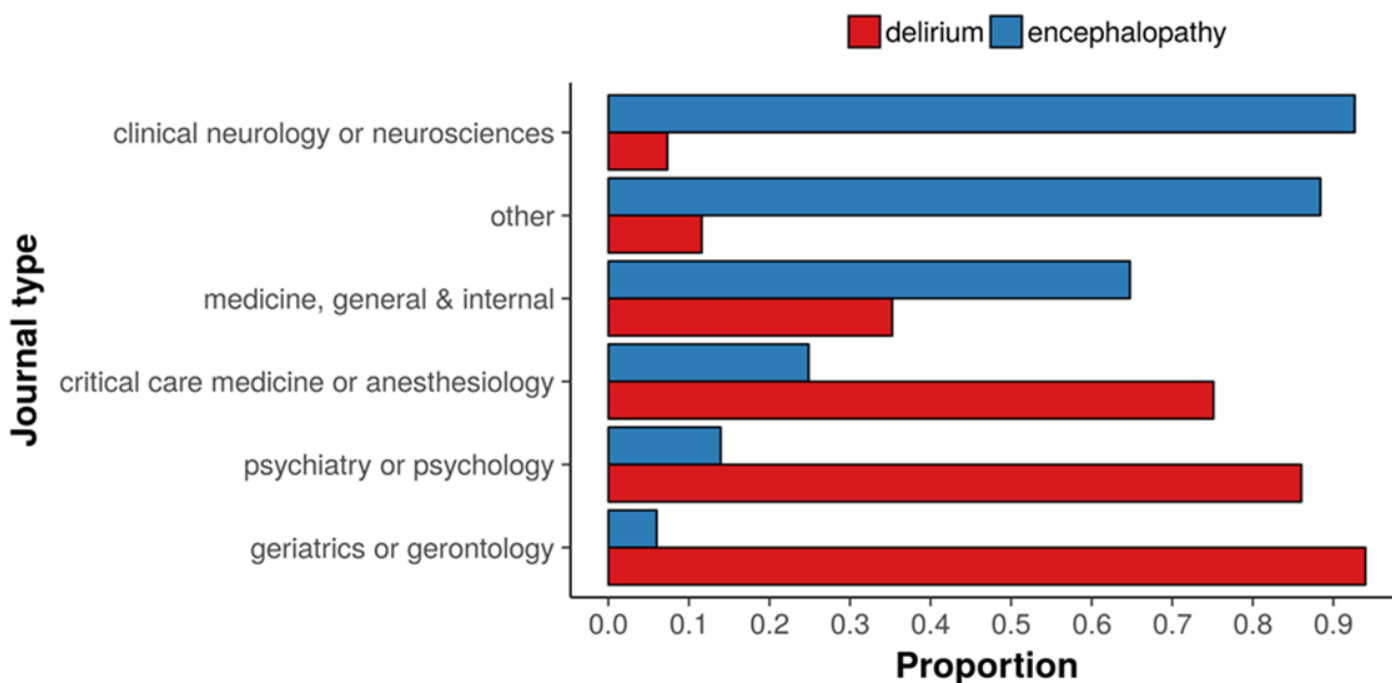 delirium encephalopathy
clinical neurology or neurosciences
other
medicine, general & internal
critical care medicine or anesthesiology
psychiatry or psychology
geriatrics or gerontology
Journal type
0.0 0.1 0.2 0.3 0.4 0.5 0.6 0.7 0.8 0.9
Proportion